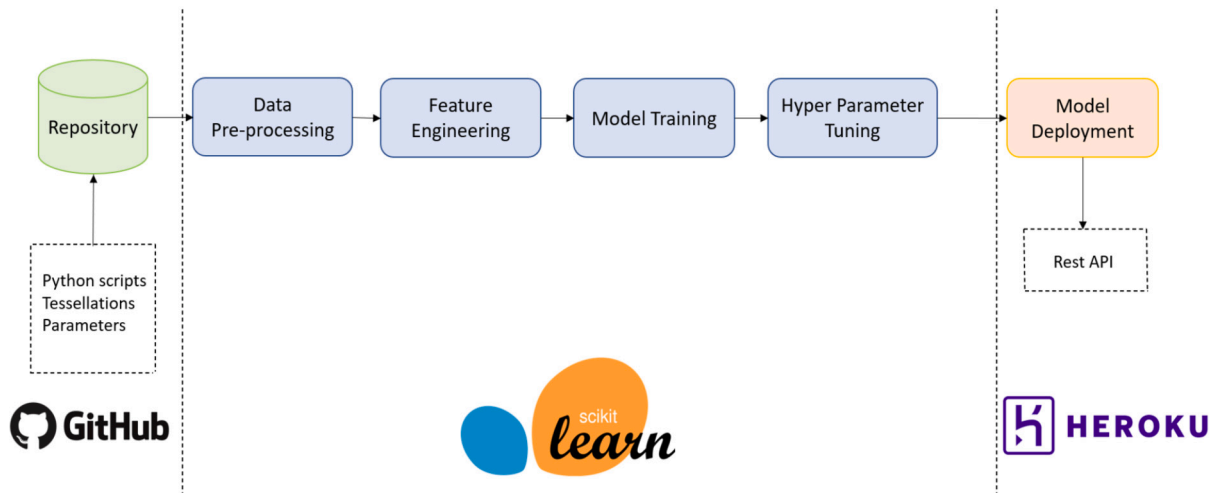 Repository
Data
Pre-processing
Feature
Engineering
Model Training
Hyper Parameter
Tuning
Model
Deployment
Python scripts
Tessellations
Parameters
Rest API
GitHub
scikit
learn
HEROKU